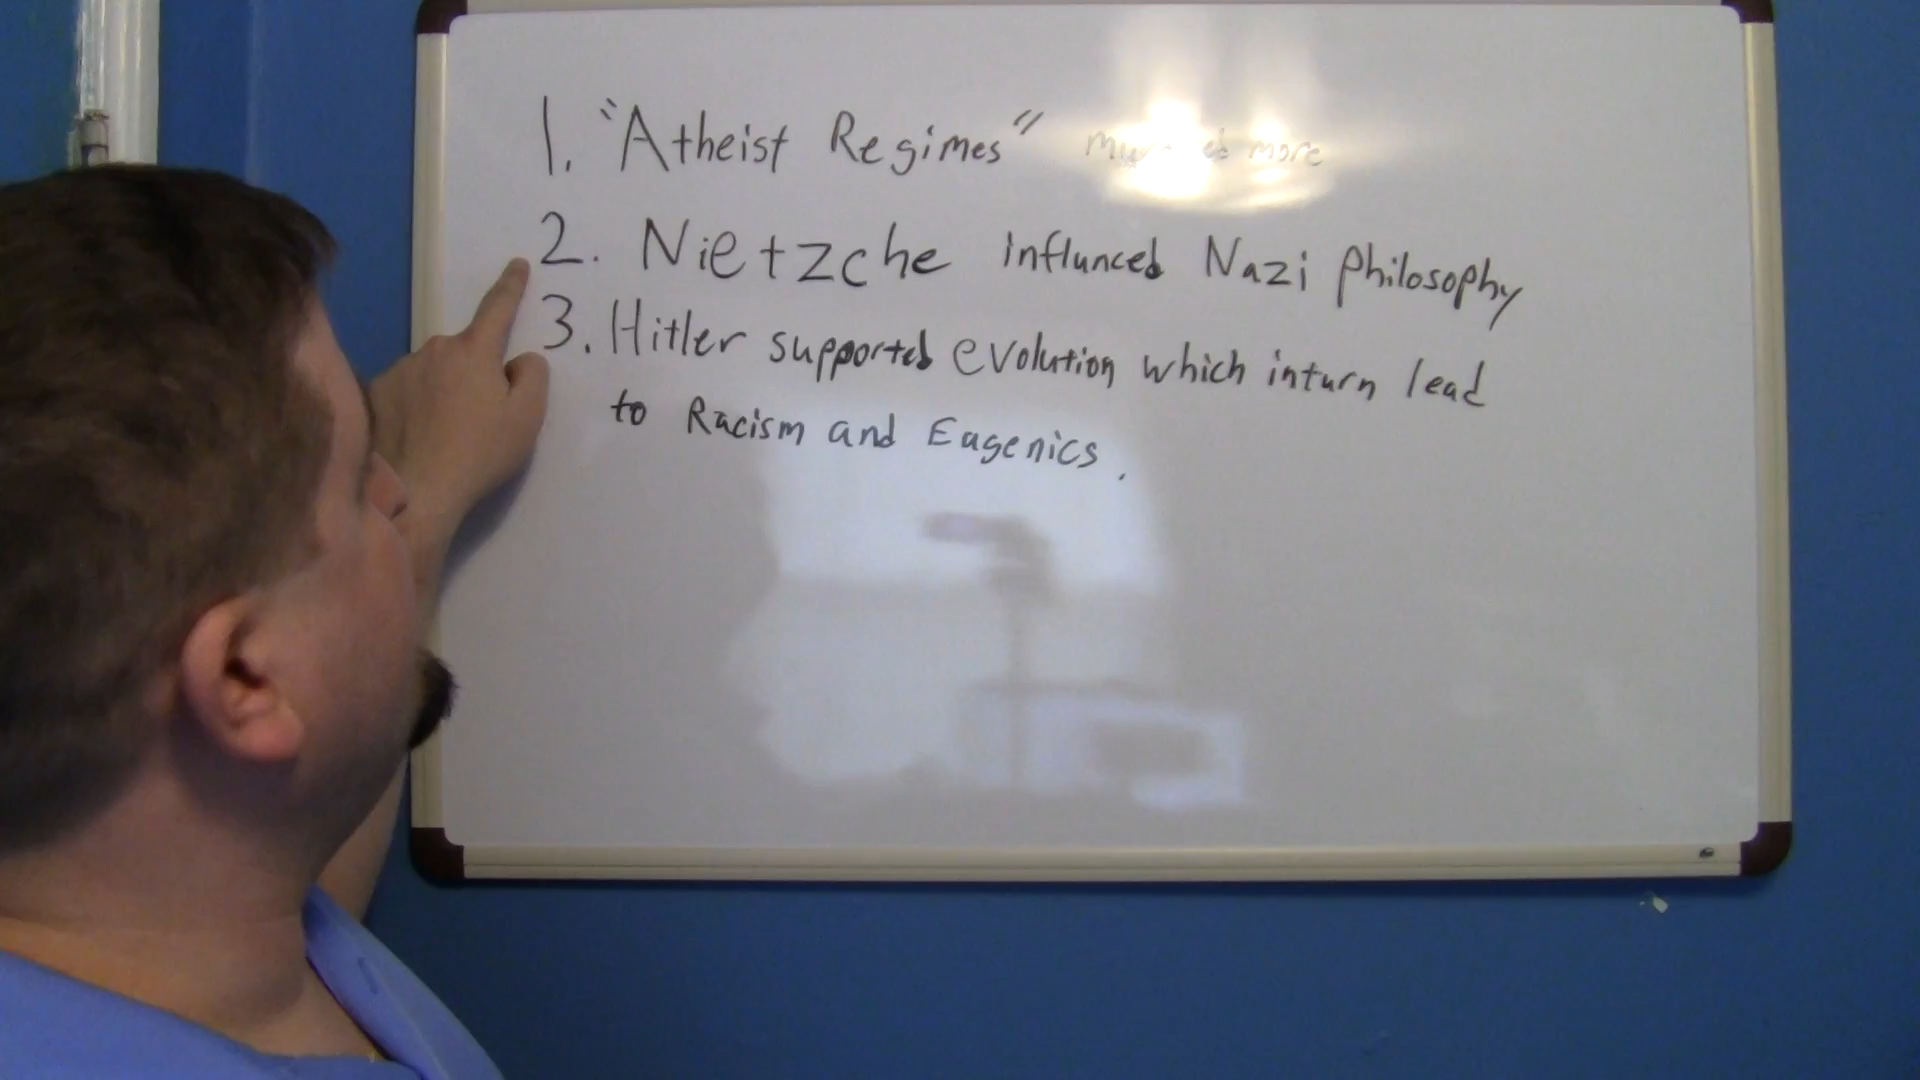 1. "Atheist Regimes" more
2. Nietzche influnced Nazi Philosophy
3. Hitler supported evolution which inturn lead
to Racism and Eugenics.